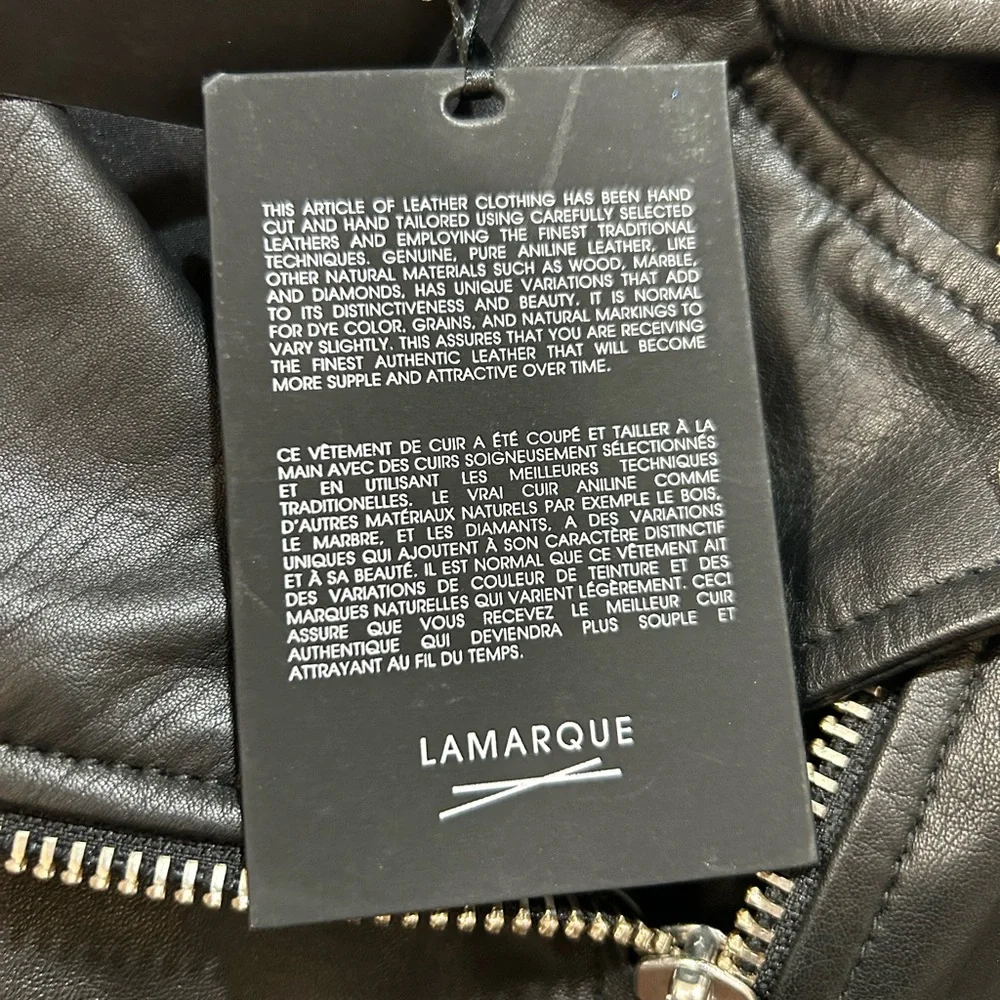 THIS ARTICLE OF LEATHER CLOTHING HAS BEEN HAND
CUT AND HAND TAILORED USING CAREFULLY SELECTED
LEATHERS AND EMPLOYING THE FINEST TRADITIONAL
TECHNIQUES. GENUINE, PURE ANILINE LEATHER, LIKE
OTHER NATURAL MATERIALS SUCH AS WOOD, MARBLE,
AND DIAMONDS, HAS UNIQUE VARIATIONS THAT ADD
TO ITS DISTINCTIVENESS AND BEAUTY. IT IS NORMAL
FOR DYE COLOR, GRAINS, AND NATURAL MARKINGS TO
VARY SLIGHTLY. THIS ASSURES THAT YOU ARE RECEIVING
THE FINEST AUTHENTIC LEATHER THAT WILL BECOME
MORE SUPPLE AND ATTRACTIVE OVER TIME.
CE VÊTEMENT DE CUIR A ÉTÉ COUPÉ ET TAILLER À LA
MAIN AVEC DES CUIRS SOIGNEUSEMENT SÉLECTIONNÉS
ET EN UTILISANT LES MEILLEURES TECHNIQUES
TRADITIONELLES. LE VRAI CUIR ANILINE COMME
D'AUTRES MATÉRIAUX NATURELS PAR EXEMPLE LE BOIS,
LE MARBRE, ET LES DIAMANTS, A DES VARIATIONS
UNIQUES QUI AJOUTENT À SON CARACTÈRE DISTINCTIF
ET À SA BEAUTÉ. IL EST NORMAL QUE CE VÊTEMENT AIT
DES VARIATIONS DE COULEUR DE TEINTURE ET DES
MARQUES NATURELLES QUI VARIENT LÉGÈREMENT. CECI
ASSURE QUE VOUS RECEVEZ LE MEILLEUR CUIR
AUTHENTIQUE QUI DEVIENDRA PLUS SOUPLE ET
ATTRAYANT AU FIL DU TEMPS.
LAMARQUE